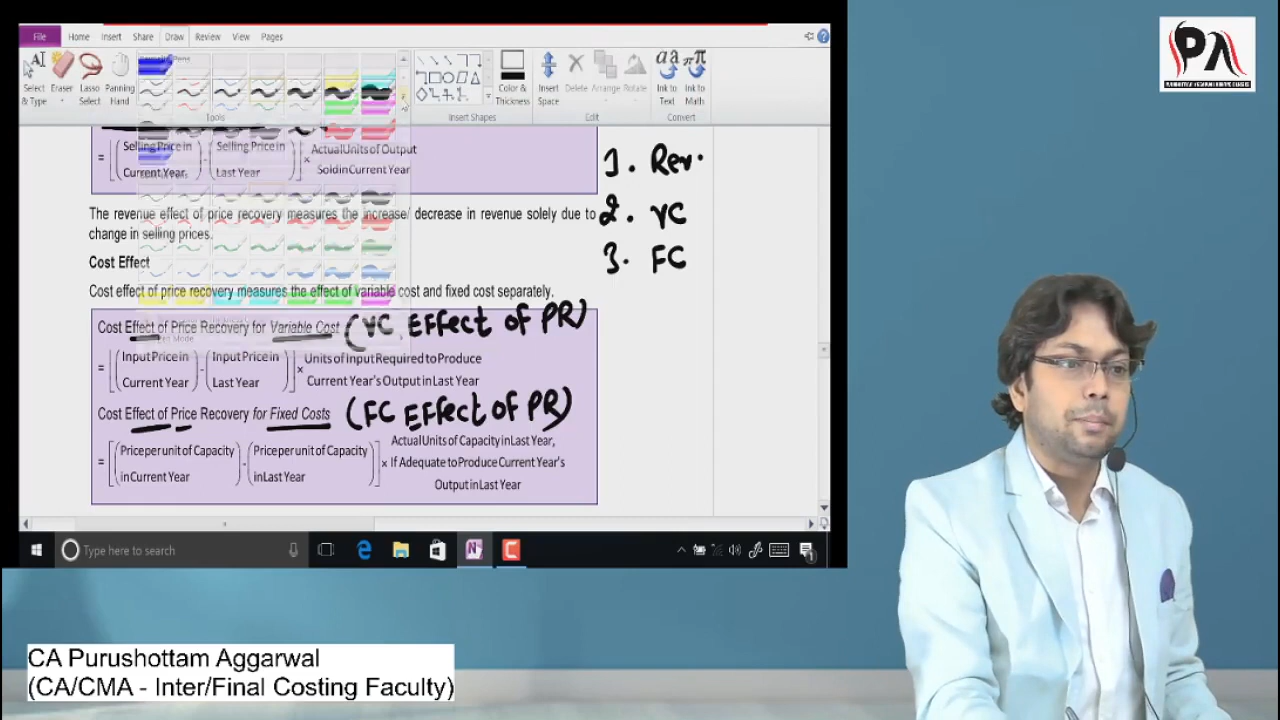 File Home Insert Share Draw Review View Pages
Select & Type Eraser Lasso Select Panning Hand Color & Thickness Insert Space Delete Arrange Rotate Ink to Text Ink to Math
Tools Insert Shapes Edit Convert
= [(Selling Price in Current Year) - (Selling Price in Last Year)] × Actual Units of Output Sold in Current Year
1. Rev.
The revenue effect of price recovery measures the increase/ decrease in revenue solely due to
change in selling prices.
2. VC
Cost Effect
3. FC
Cost effect of price recovery measures the effect of variable cost and fixed cost separately.
Cost Effect of Price Recovery for Variable Cost (VC Effect of PR)
= [(Input Price in Current Year) - (Input Price in Last Year)] × Units of Input Required to Produce Current Year's Output in Last Year
Cost Effect of Price Recovery for Fixed Costs (FC Effect of PR)
= [(Price per unit of Capacity in Current Year) - (Price per unit of Capacity in Last Year)] × Actual Units of Capacity in Last Year, If Adequate to Produce Current Year's Output in Last Year
Type here to search
PA
CA Purushottam Aggarwal
(CA/CMA - Inter/Final Costing Faculty)